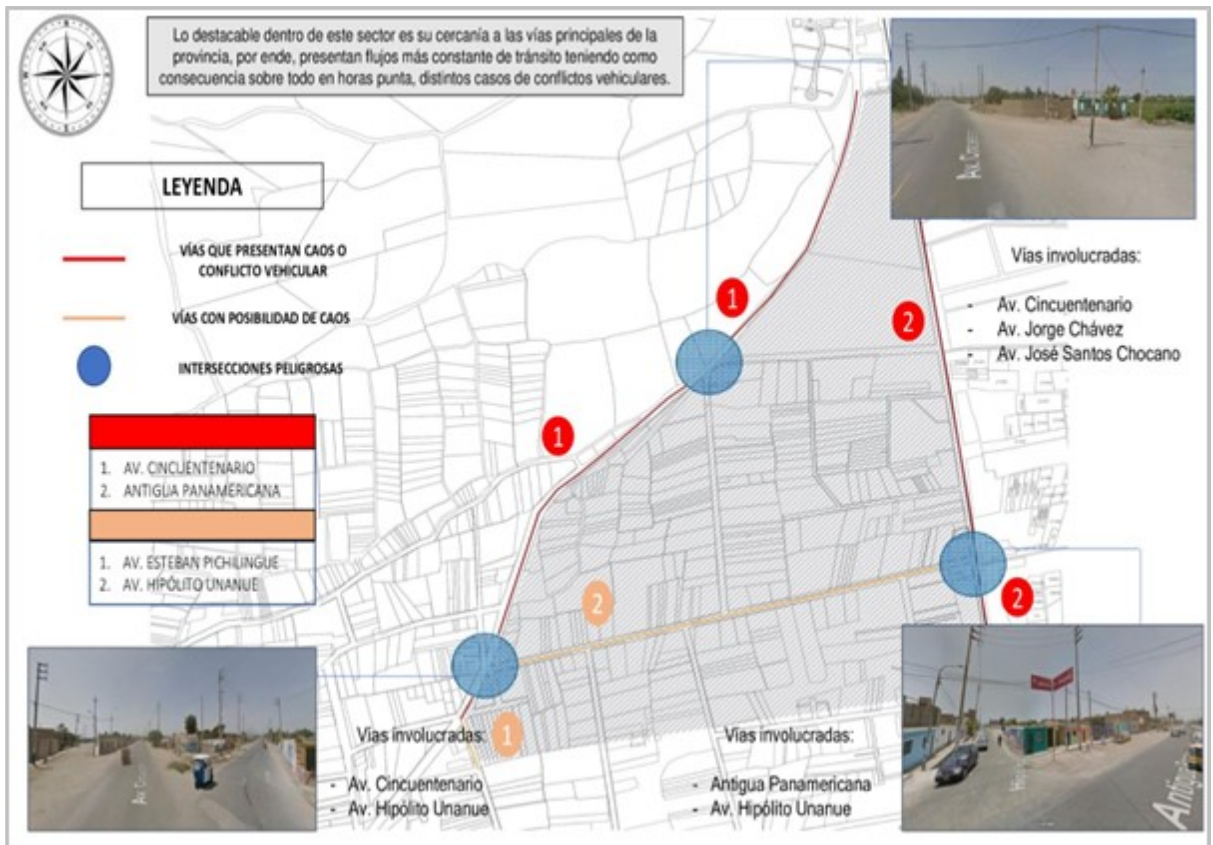 Lo destacable dentro de este sector es su cercanía a las vías principales de la
provincia, por ende, presentan flujos más constante de tránsito teniendo como
consecuencia sobre todo en horas punta, distintos casos de conflictos vehiculares.
LEYENDA
VÍAS QUE PRESENTAN CAOS O
CONFLICTO VEHICULAR
VÍAS CON POSIBILIDAD DE CAOS
INTERSECCIONES PELIGROSAS
1. AV. CINCUENTENARIO
2. ANTIGUA PANAMERICANA
1. AV. ESTEBAN PICHILINGUE
2. AV. HIPÓLITO UNANUE
1
1
2
2
2
1
Vías involucradas:
- Av. Cincuentenario
- Av. Jorge Chávez
- Av. José Santos Chocano
Vías involucradas:
- Av. Cincuentenario
- Av. Hipólito Unanue
Vías involucradas:
- Antigua Panamericana
- Av. Hipólito Unanue